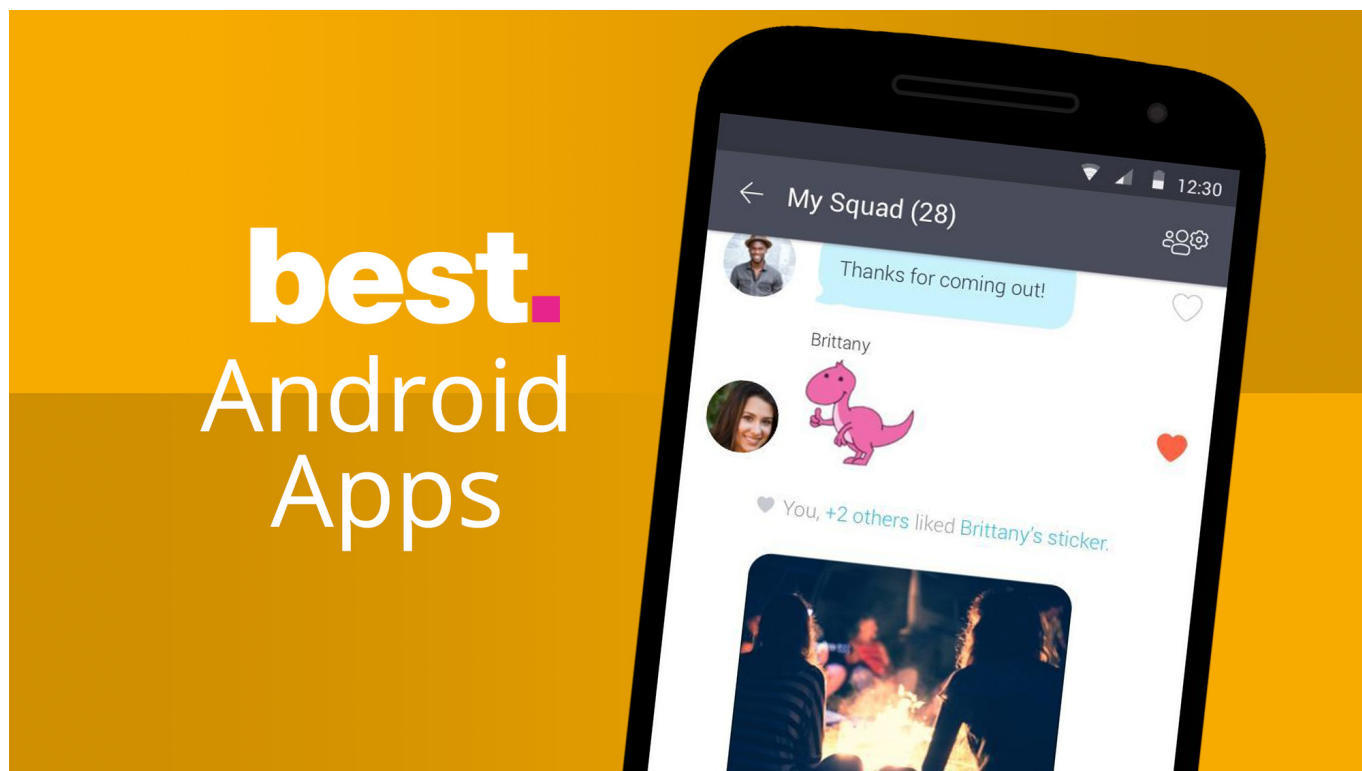 best.
Android
Apps
12:30
My Squad (28)
Thanks for coming out!
Brittany
You, +2 others liked Brittany's sticker.